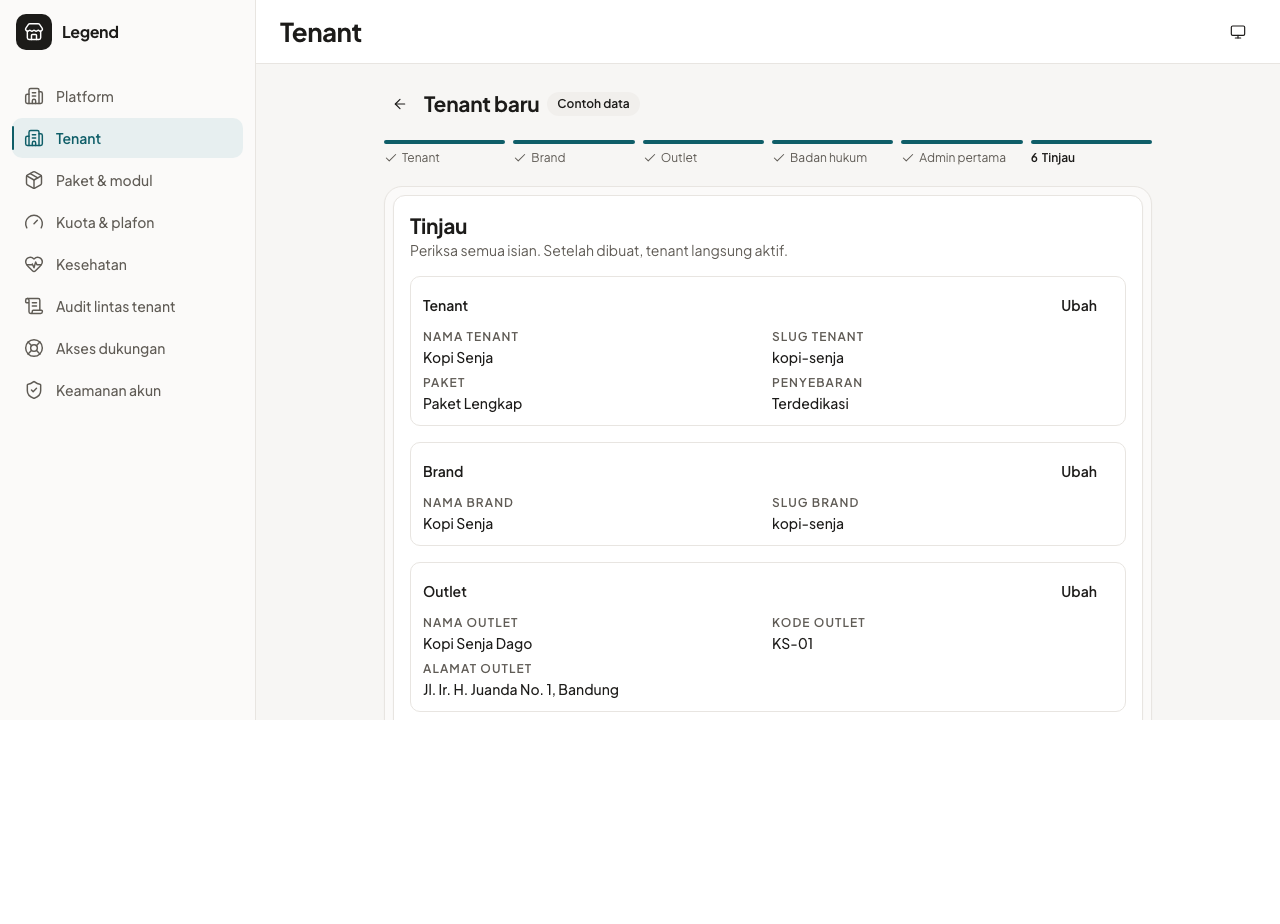 Legend
Tenant
Platform
Tenant
Paket & modul
Kuota & plafon
Kesehatan
Audit lintas tenant
Akses dukungan
Keamanan akun
Tenant baru
Contoh data
Tenant
Brand
Outlet
Badan hukum
Admin pertama
6 Tinjau
Tinjau
Periksa semua isian. Setelah dibuat, tenant langsung aktif.
Tenant
Ubah
NAMA TENANT
SLUG TENANT
Kopi Senja
kopi-senja
PAKET
PENYEBARAN
Paket Lengkap
Terdedikasi
Brand
Ubah
NAMA BRAND
SLUG BRAND
Kopi Senja
kopi-senja
Outlet
Ubah
NAMA OUTLET
KODE OUTLET
Kopi Senja Dago
KS-01
ALAMAT OUTLET
Jl. Ir. H. Juanda No. 1, Bandung